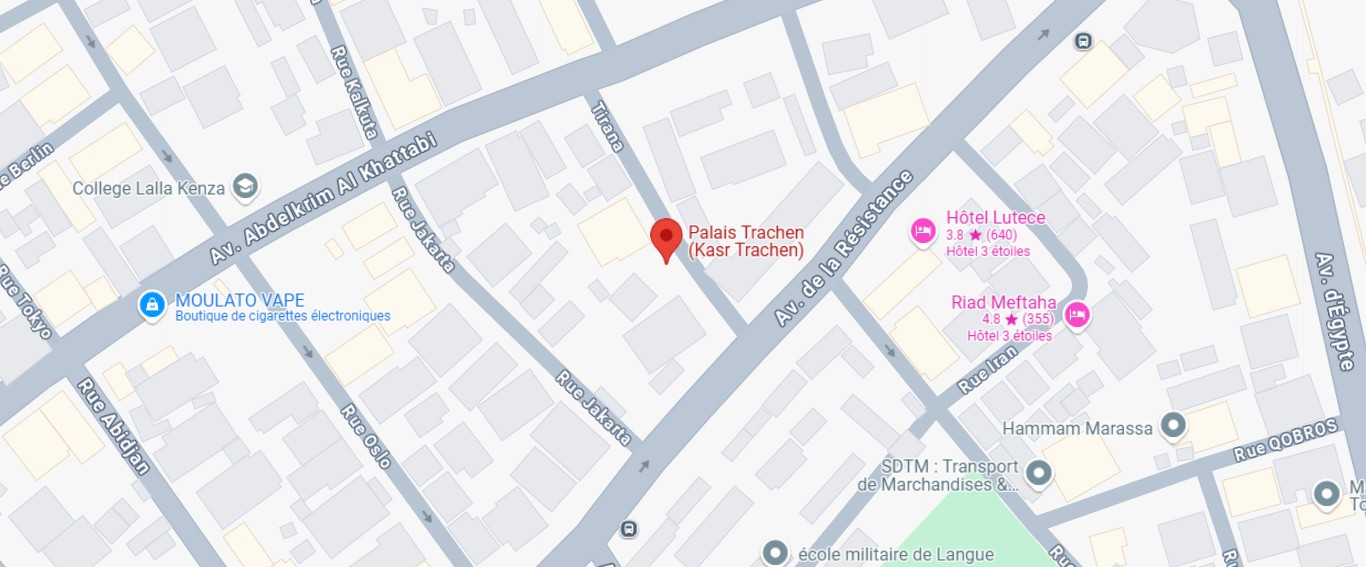 Rue Kalkuta
Tirana
Berlin
College Lalla Kenza
Av. Abdelkrim Al Khattabi
Rue Jakarta
Palais Trachen
(Kasr Trachen)
Av. de la Résistance
Hôtel Lutece
3.8 ★ (640)
Hôtel 3 étoiles
Rue Tokyo
MOULATO VAPE
Boutique de cigarettes électroniques
Riad Meftaha
4.8 ★ (355)
Hôtel 3 étoiles
Av. d'Égypte
Rue Iran
Rue Abidjan
Rue Oslo
Rue Jakarta
Hammam Marassa
Rue QOBROS
SDTM : Transport
de Marchandises &...
école militaire de Langue
Rue